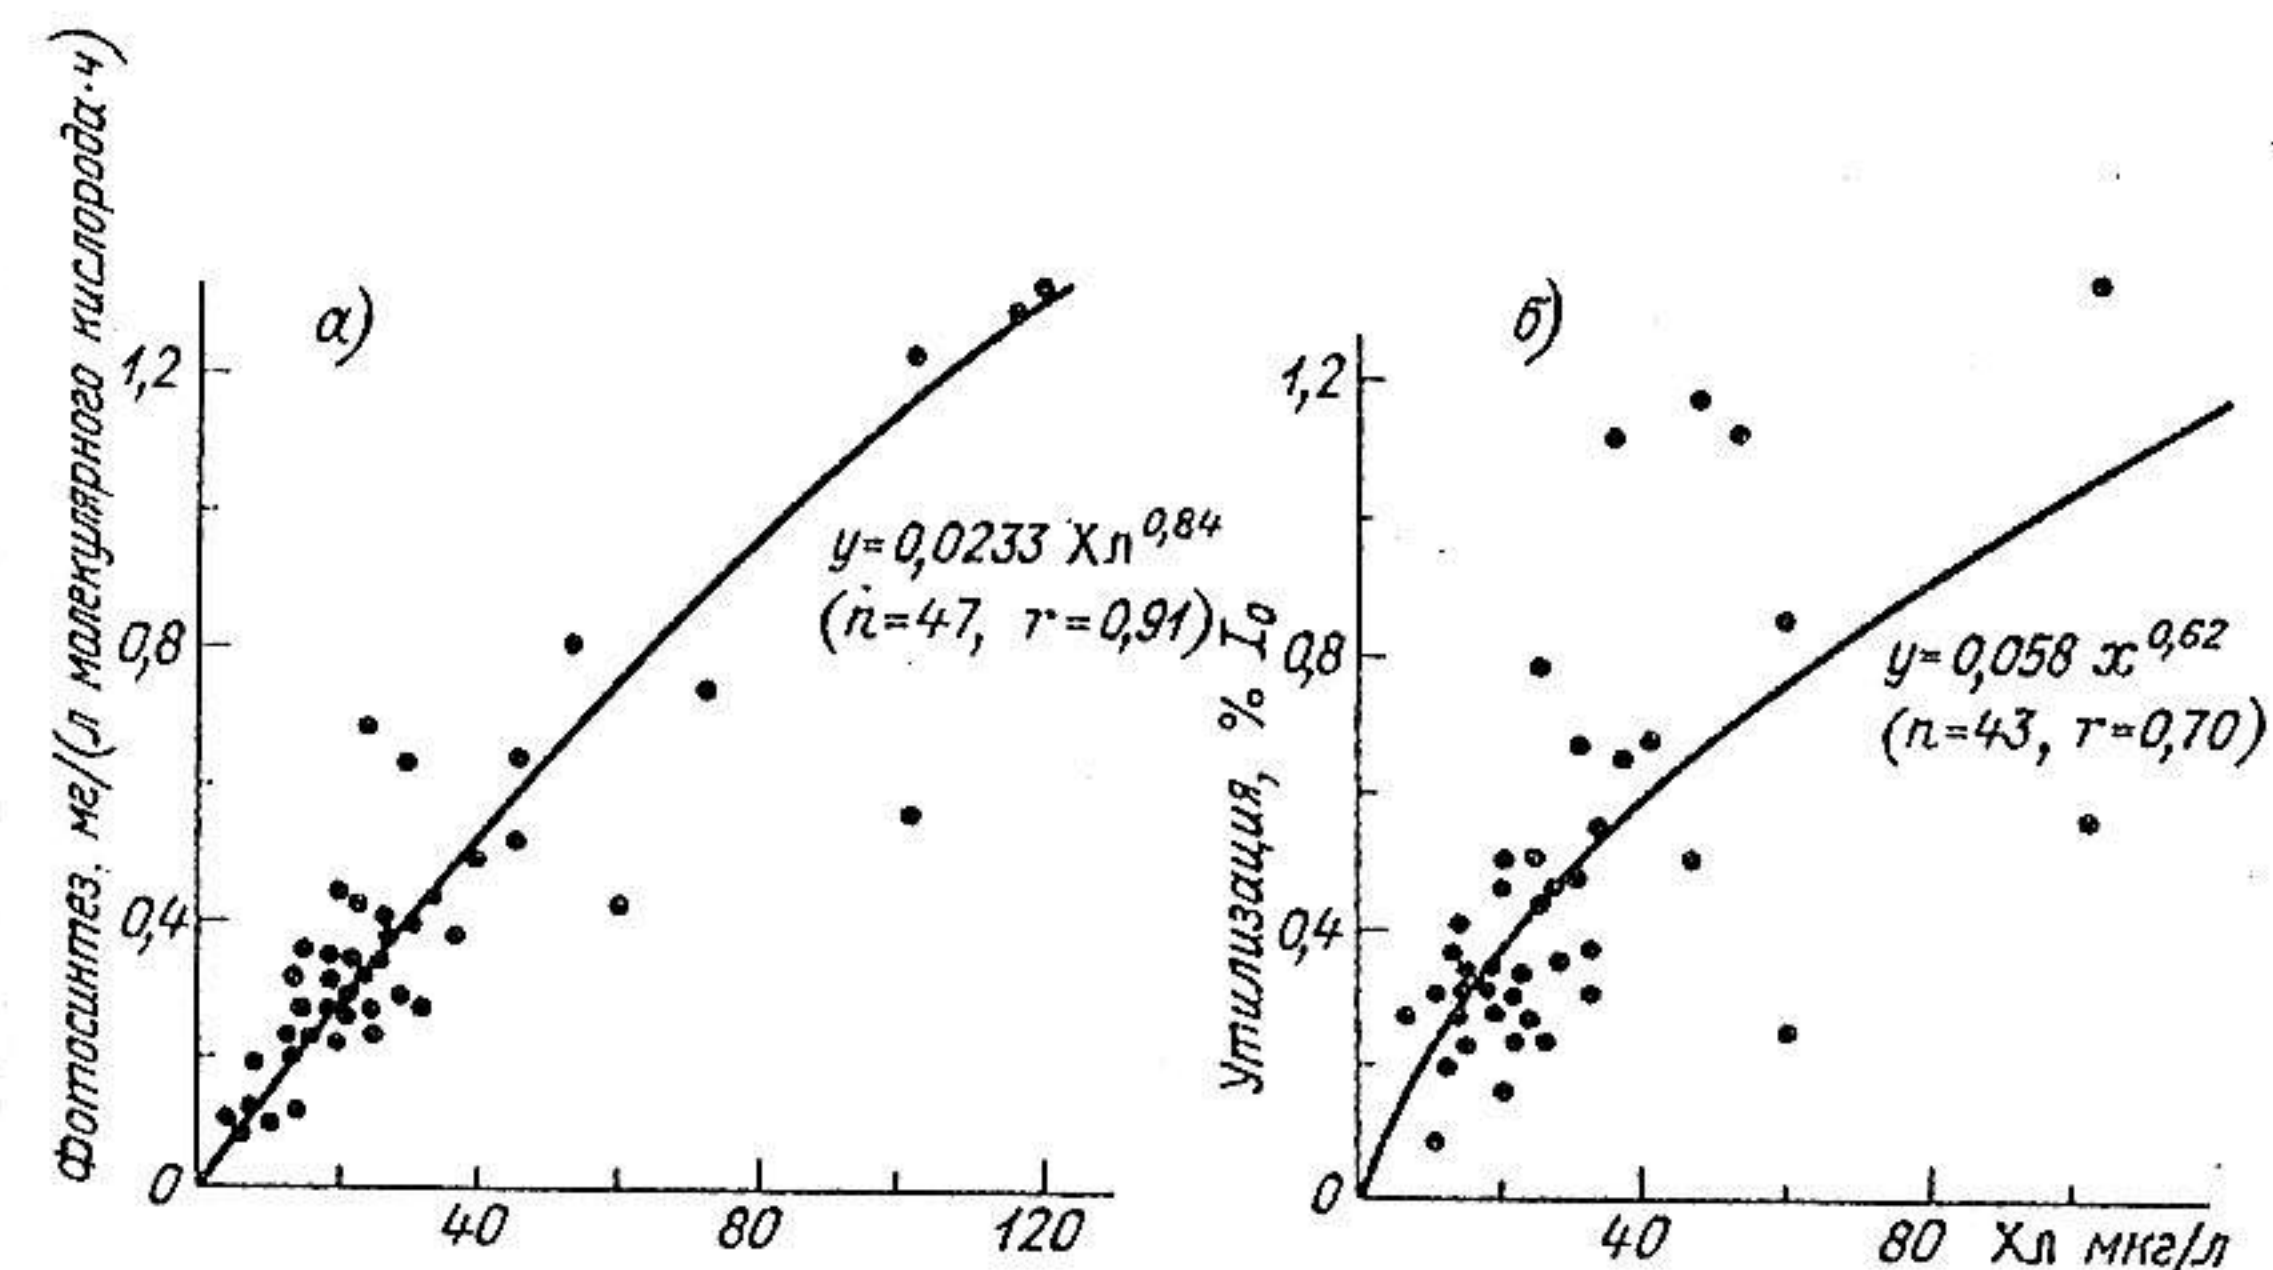 Фотосинтез, мг/(л молекулярного кислорода·ч)
а)
1,2
0,8
0,4
0
40
80
120
y=0,0233 Хл^0,84
(n=47, r=0,91)
Утилизация, % I₀
б)
1,2
0,8
0,4
0
40
80
Хл мкг/л
y=0,058 x^0,62
(n=43, r=0,70)